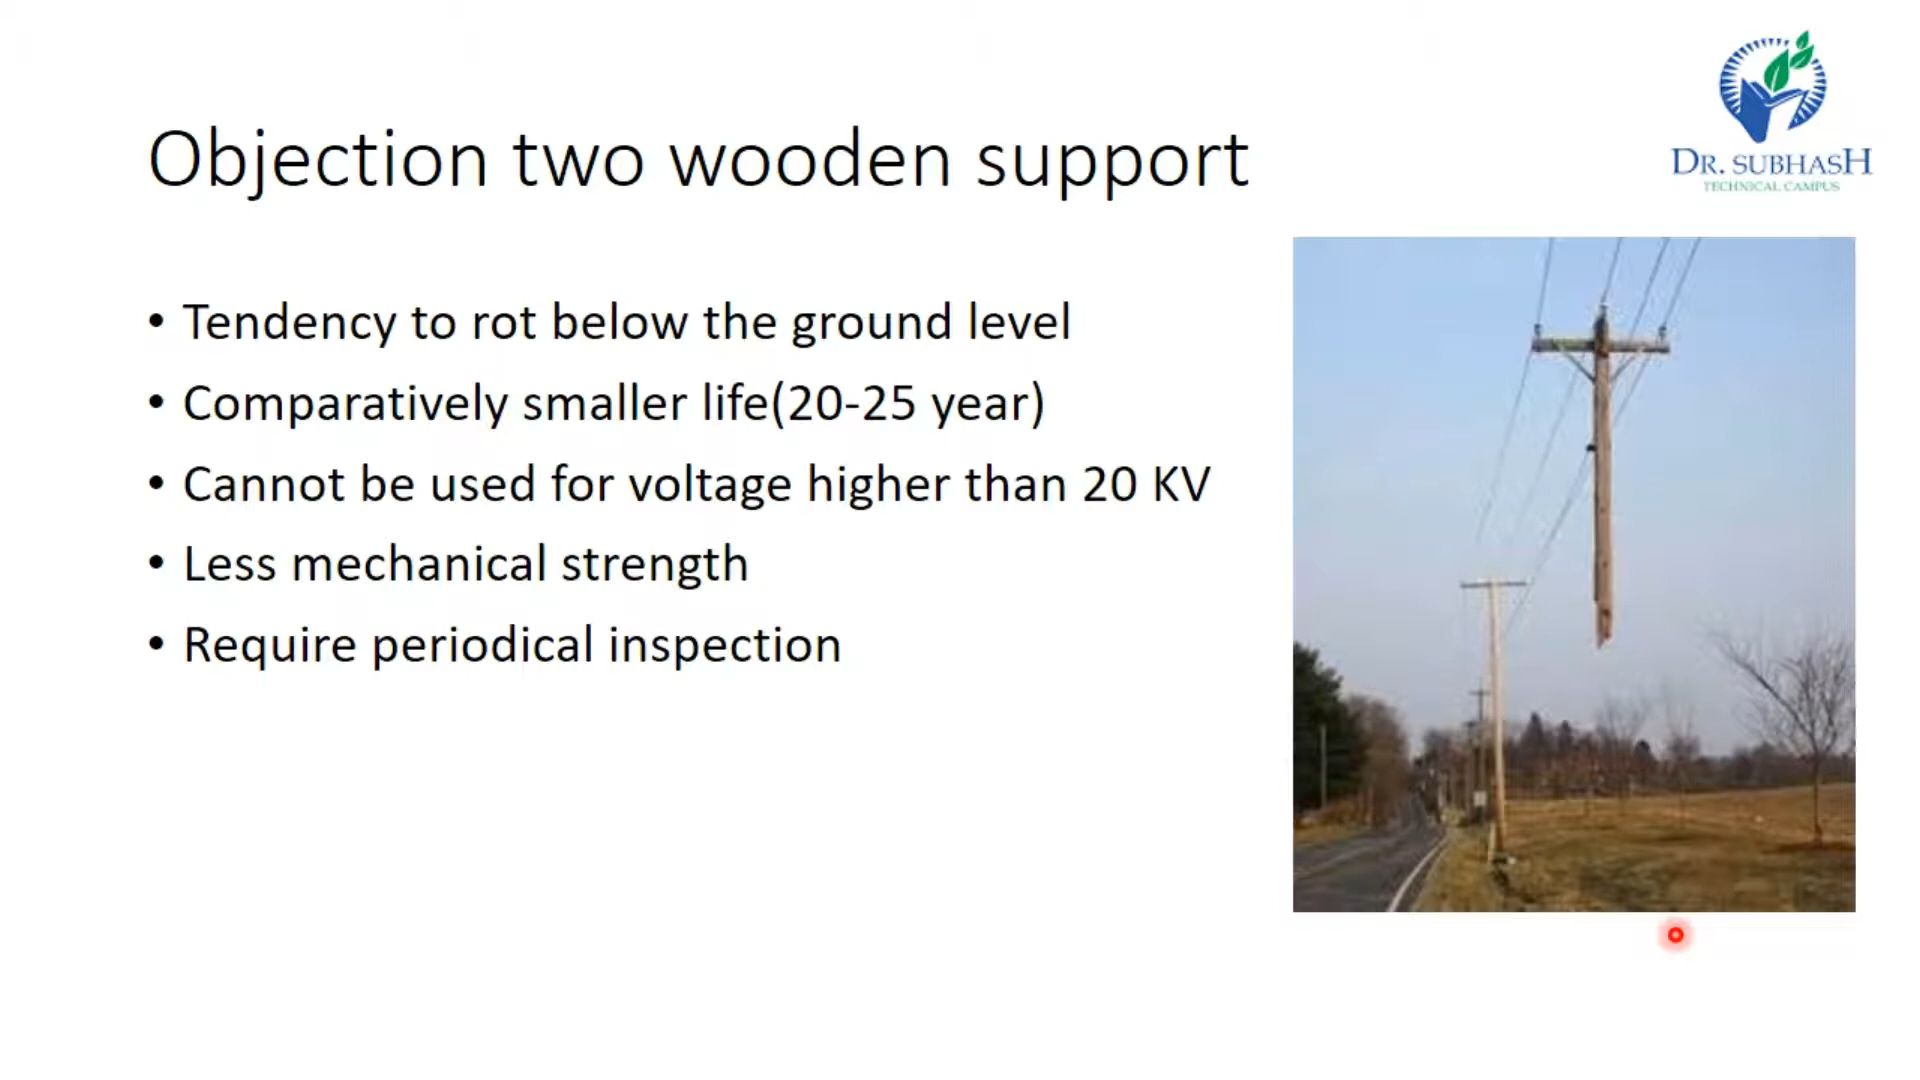 DR. SUBHASH
TECHNICAL CAMPUS
Objection two wooden support
• Tendency to rot below the ground level
• Comparatively smaller life(20-25 year)
• Cannot be used for voltage higher than 20 KV
• Less mechanical strength
• Require periodical inspection